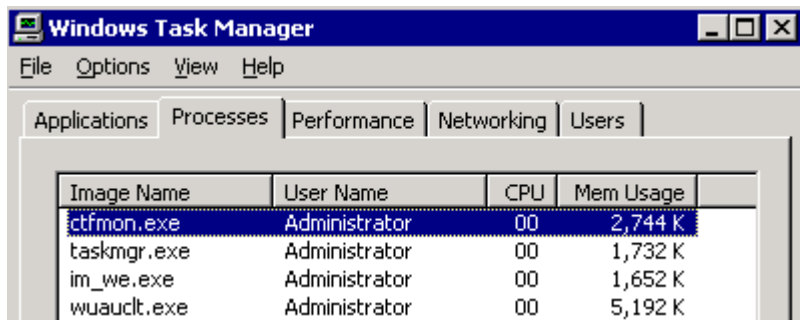 Windows Task Manager
File Options View Help
Applications Processes Performance Networking Users
Image Name User Name CPU Mem Usage
ctfmon.exe Administrator 00 2,744 K
taskmgr.exe Administrator 00 1,732 K
im_we.exe Administrator 00 1,652 K
wuauclt.exe Administrator 00 5,192 K